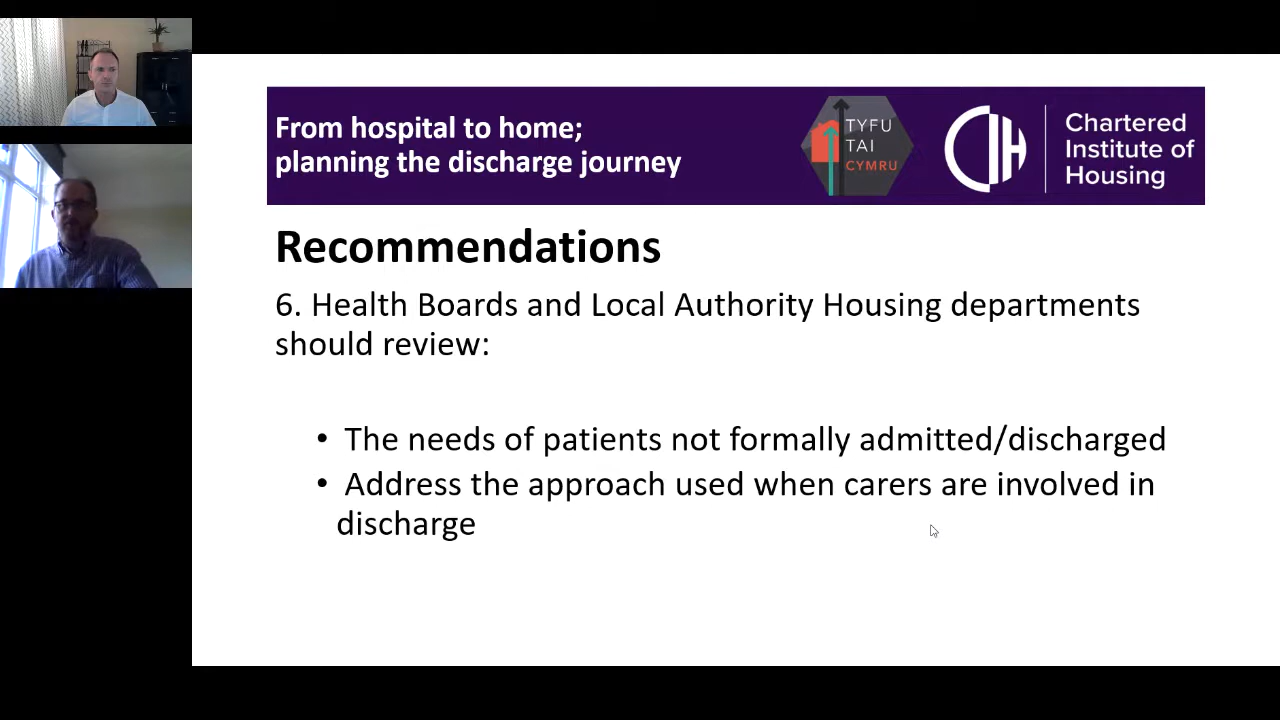 From hospital to home;
planning the discharge journey
TYFU
TAI
CYMRU
CIH
Chartered
Institute of
Housing
Recommendations
6. Health Boards and Local Authority Housing departments
should review:
• The needs of patients not formally admitted/discharged
• Address the approach used when carers are involved in
discharge